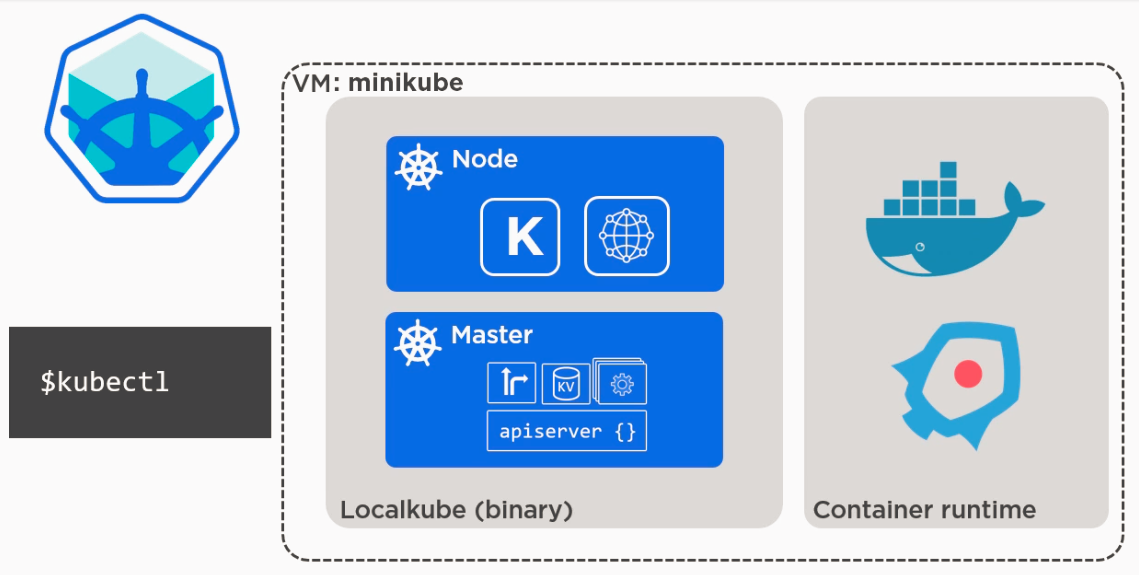 VM: minikube
Node
K
Master
KV
apiserver {}
$kubectl
Localkube (binary)
Container runtime